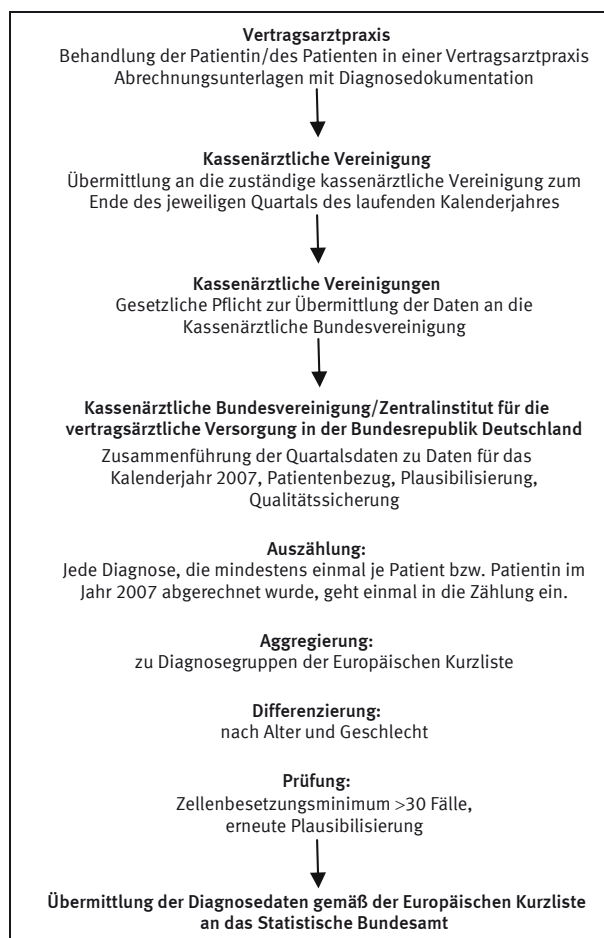 Vertragsarztpraxis
Behandlung der Patientin/des Patienten in einer Vertragsarztpraxis
Abrechnungsunterlagen mit Diagnosedokumentation
Kassenärztliche Vereinigung
Übermittlung an die zuständige kassenärztliche Vereinigung zum
Ende des jeweiligen Quartals des laufenden Kalenderjahres
Kassenärztliche Vereinigungen
Gesetzliche Pflicht zur Übermittlung der Daten an die
Kassenärztliche Bundesvereinigung
Kassenärztliche Bundesvereinigung/Zentralinstitut für die
vertragsärztliche Versorgung in der Bundesrepublik Deutschland
Zusammenführung der Quartalsdaten zu Daten für das
Kalenderjahr 2007, Patientenbezug, Plausibilisierung,
Qualitätssicherung
Auszählung:
Jede Diagnose, die mindestens einmal je Patient bzw. Patientin im
Jahr 2007 abgerechnet wurde, geht einmal in die Zählung ein.
Aggregierung:
zu Diagnosegruppen der Europäischen Kurzliste
Differenzierung:
nach Alter und Geschlecht
Prüfung:
Zellenbesetzungsminimum >30 Fälle,
erneute Plausibilisierung
Übermittlung der Diagnosedaten gemäß der Europäischen Kurzliste
an das Statistische Bundesamt